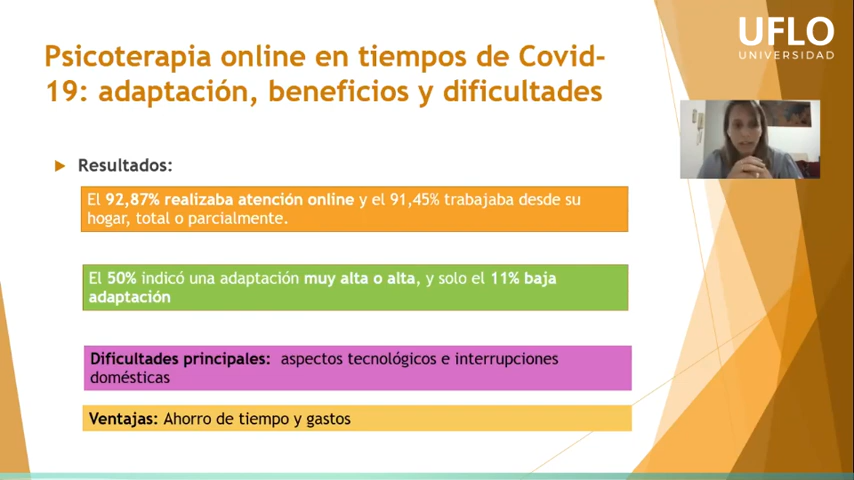 UFLO
UNIVERSIDAD
Psicoterapia online en tiempos de Covid-
19: adaptación, beneficios y dificultades
Resultados:
El 92,87% realizaba atención online y el 91,45% trabajaba desde su
hogar, total o parcialmente.
El 50% indicó una adaptación muy alta o alta, y solo el 11% baja
adaptación
Dificultades principales: aspectos tecnológicos e interrupciones
domésticas
Ventajas: Ahorro de tiempo y gastos